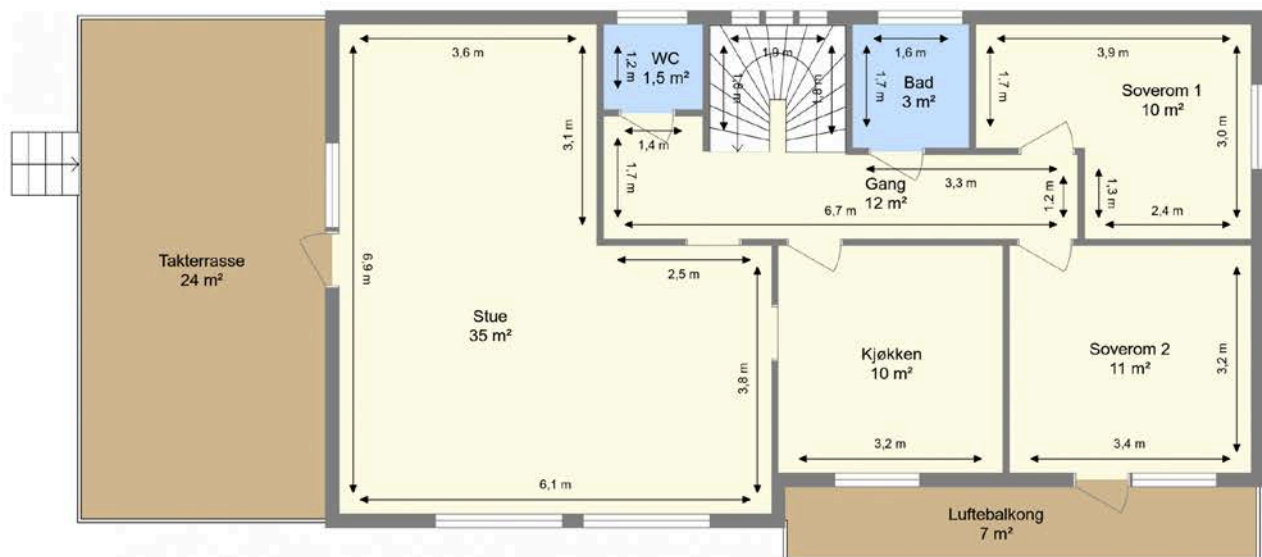 3,6 m
WC
1,5 m²
1,2 m
1,9 m
1,6 m
1,8 m
1,6 m
1,7 m
Bad
3 m²
3,9 m
1,7 m
Soverom 1
10 m²
3,0 m
3,1 m
1,4 m
1,7 m
Gang
12 m²
3,3 m
6,7 m
1,2 m
1,3 m
2,4 m
Takterrasse
24 m²
6,9 m
2,5 m
Stue
35 m²
3,8 m
Kjøkken
10 m²
Soverom 2
11 m²
3,2 m
3,2 m
3,4 m
6,1 m
Luftebalkong
7 m²